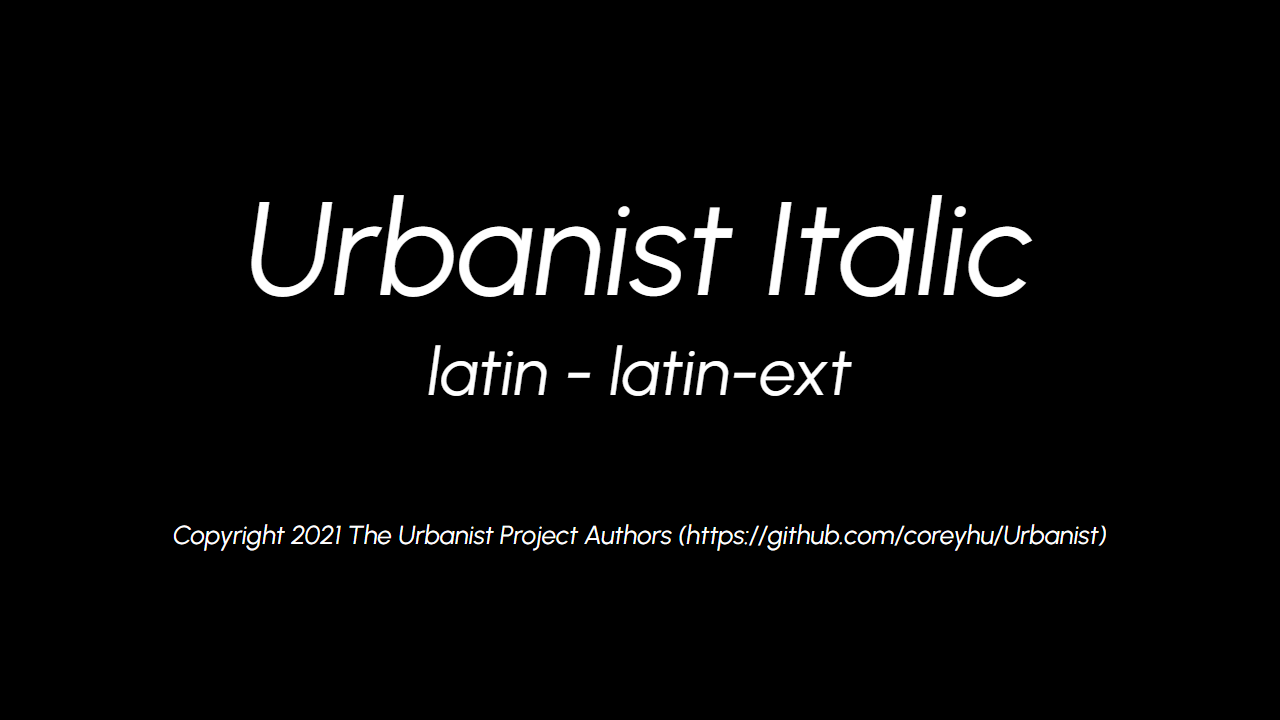 Urbanist Italic
latin - latin-ext
Copyright 2021 The Urbanist Project Authors (https://github.com/coreyhu/Urbanist)